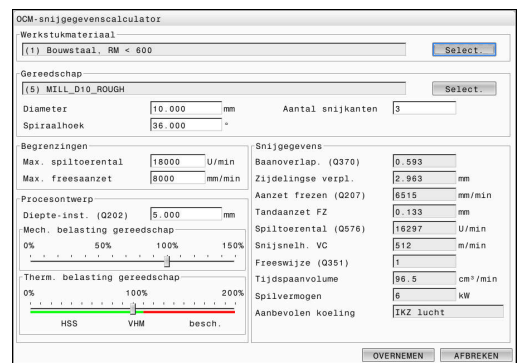 OCM-snijgegevenscalculator
Werkstukmateriaal
(1) Bouwstaal, RM < 600
Select.
Gereedschap
(5) MILL_D10_ROUGH
Select.
Diameter 10.000 mm Aantal snijkanten 3
Spiraalhoek 36.000 °
Begrenzingen
Max. spiltoerental 18000 U/min
Max. freesaanzet 8000 mm/min
Procesontwerp
Diepte-inst. (Q202) 5.000 mm
Mech. belasting gereedschap
0% 50% 100% 150%
Therm. belasting gereedschap
0% 100% 200%
HSS VHM besch.
Snijgegevens
Baanoverlap. (Q370) 0.593
Zijdelingse verpl. 2.963 mm
Aanzet frezen (Q207) 6515 mm/min
Tandaanzet FZ 0.133 mm
Spiltoerental (Q576) 16297 U/min
Snijsnelh. VC 512 m/min
Freeswijze (Q351) 1
Tijdspaanvolume 96.5 cm³/min
Spilvermogen 6 kW
Aanbevolen koeling IKZ lucht
OVERNEMEN AFBREKEN